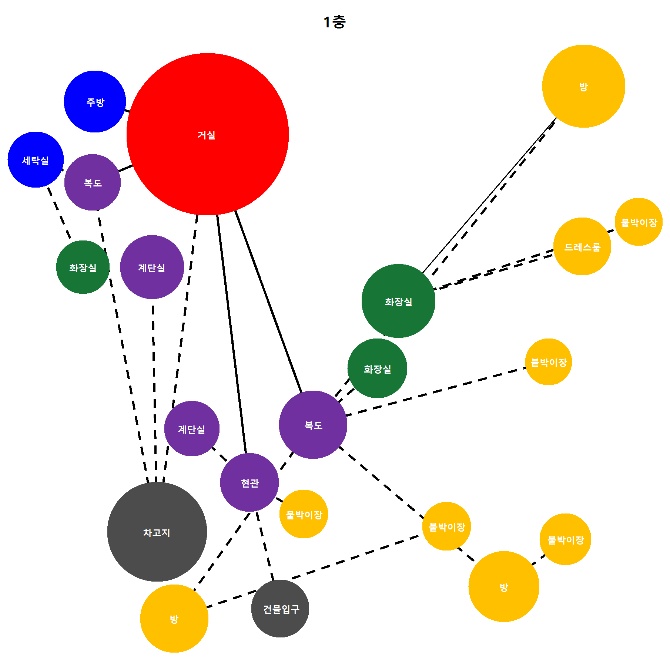 1층
방
주방
거실
세탁실
복도
붙박이장
드레스룸
화장실
계단실
화장실
붙박이장
화장실
계단실
복도
현관
붙박이장
붙박이장
차고지
붙박이장
방
건물입구
방